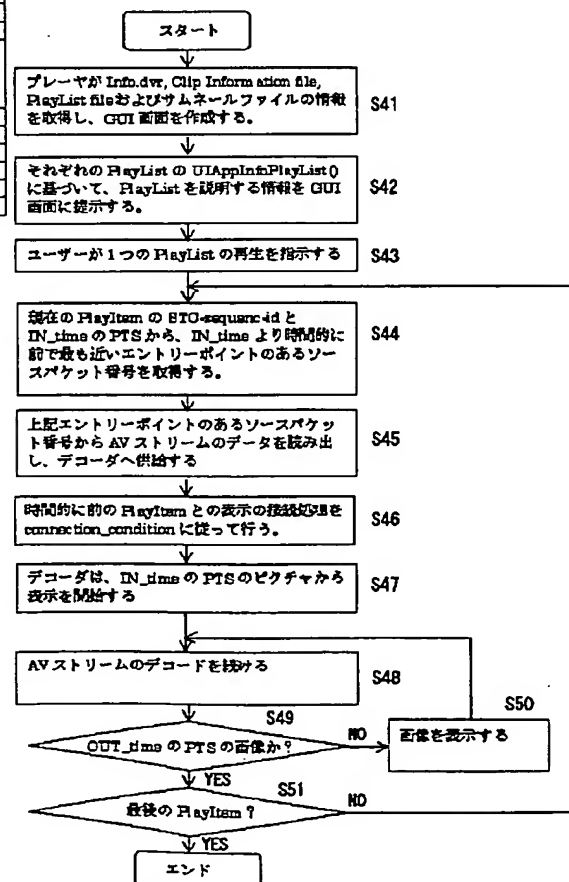 スタート
プレーヤが Info.dvr, Clip Information file,
PlayList fileおよびサムネールファイルの情報
を取得し、GUI 画面を作成する。
S41
それぞれの PlayList の UIAppInfoPlayList()
に基づいて、PlayList を説明する情報を GUI
画面に提示する。
S42
ユーザーが 1 つの PlayList の再生を指示する
S43
現在の PlayItem の STC-sequenc-id と
IN_time の PTS から、IN_time より時間的に
前で最も近いエントリーポイントのあるソー
スパケット番号を取得する。
S44
上記エントリーポイントのあるソースパケッ
ト番号から AV ストリームのデータを読み出
し、デコーダへ供給する
S45
時間的に前の PlayItem との表示の接続処理を
connection_condition に従って行う。
S46
デコーダは、IN_time の PTS のピクチャから
表示を開始する
S47
AV ストリームのデコードを続ける
S48
S49
OUT_time の PTS の画像か?
NO
S50
画像を表示する
YES
S51
最後の PlayItem ?
NO
YES
エンド